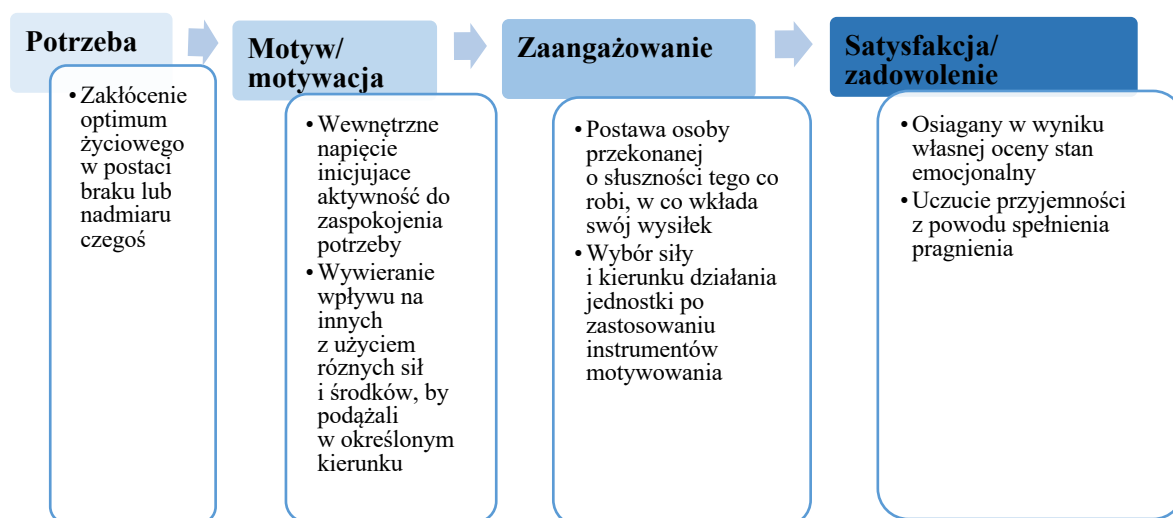 Potrzeba
• Zakłócenie
optimum
życiowego
w postaci
braku lub
nadmiaru
czegoś
Motyw/
motywacja
• Wewnętrzne
napięcie
inicjujace
aktywność do
zaspokojenia
potrzeby
• Wywieranie
wpływu na
innych
z użyciem
róznych sił
i środków, by
podążali
w określonym
kierunku
Zaangażowanie
• Postawa osoby
przekonanej
o słuszności tego co
robi, w co wkłada
swój wysiłek
• Wybór siły
i kierunku działania
jednostki po
zastosowaniu
instrumentów
motywowania
Satysfakcja/
zadowolenie
• Osiagany w wyniku
własnej oceny stan
emocjonalny
• Uczucie przyjemności
z powodu spełnienia
pragnienia